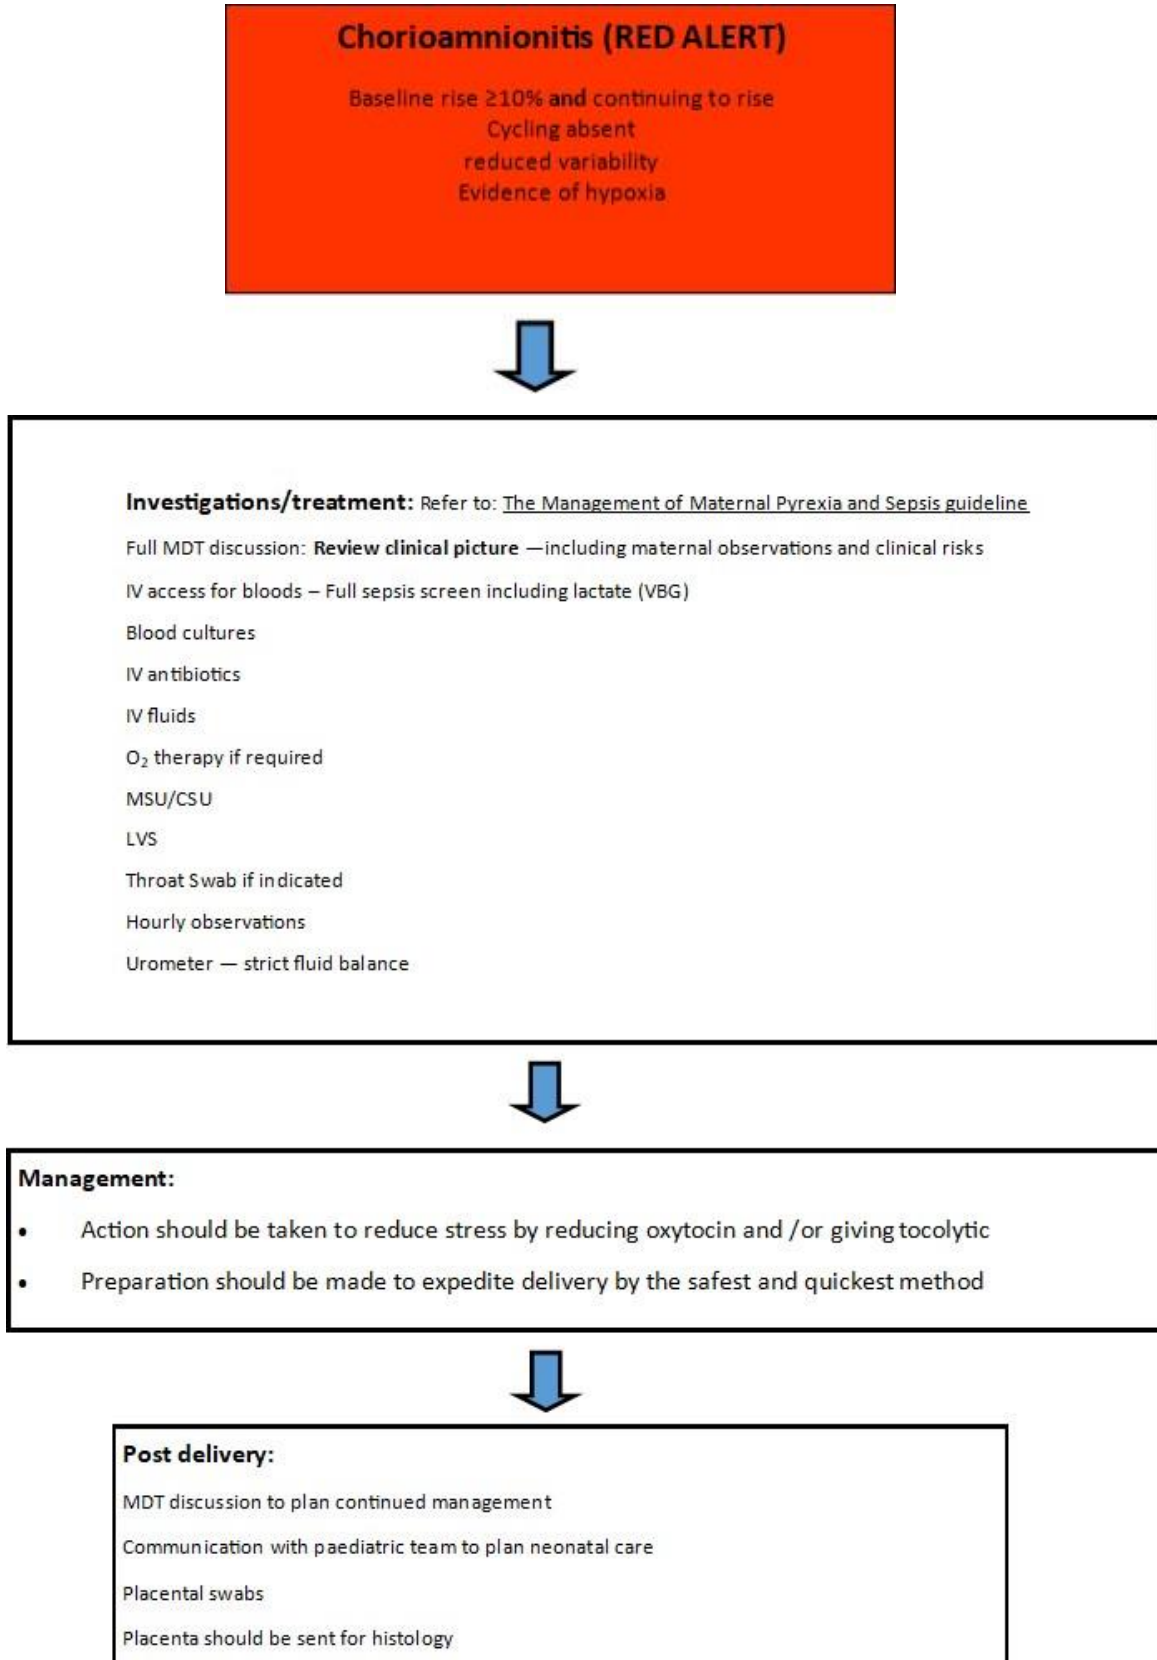 Chorioamnionitis (RED ALERT)
Baseline rise ≥10% and continuing to rise
Cycling absent
reduced variability
Evidence of hypoxia
Investigations/treatment: Refer to: The Management of Maternal Pyrexia and Sepsis guideline
Full MDT discussion: Review clinical picture —including maternal observations and clinical risks
IV access for bloods – Full sepsis screen including lactate (VBG)
Blood cultures
IV antibiotics
IV fluids
O₂ therapy if required
MSU/CSU
LVS
Throat Swab if indicated
Hourly observations
Urometer — strict fluid balance
Management:
• Action should be taken to reduce stress by reducing oxytocin and /or giving tocolytic
• Preparation should be made to expedite delivery by the safest and quickest method
Post delivery:
MDT discussion to plan continued management
Communication with paediatric team to plan neonatal care
Placental swabs
Placenta should be sent for histology